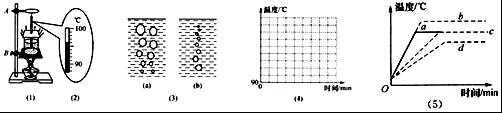 A
B
℃
100
90
(1)
(2)
(a)
(b)
(3)
温度/℃
90
0
时间/min
(4)
温度/℃
b
a
c
d
O
时间/min
(5)